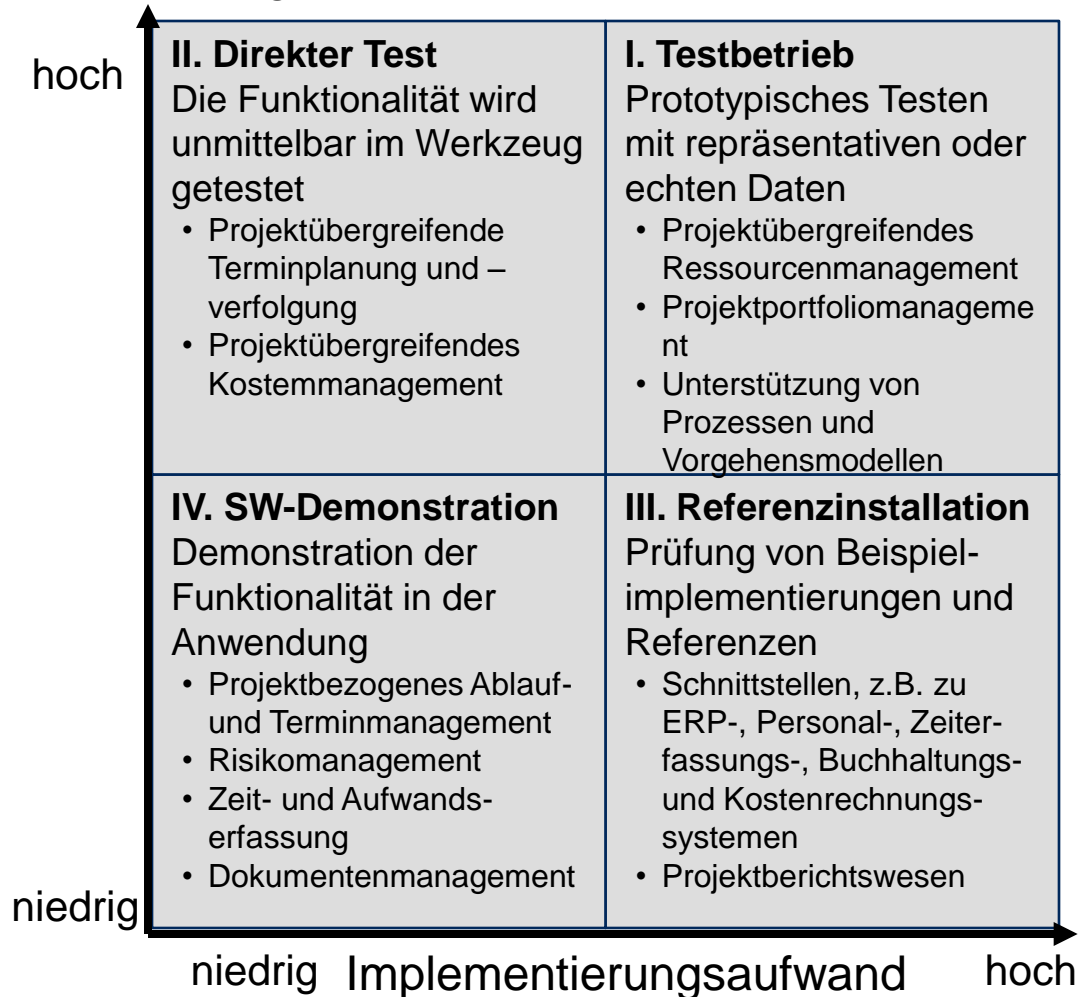 hoch
II. Direkter Test
Die Funktionalität wird
unmittelbar im Werkzeug
getestet
• Projektübergreifende
Terminplanung und –
verfolgung
• Projektübergreifendes
Kostemmanagement
I. Testbetrieb
Prototypisches Testen
mit repräsentativen oder
echten Daten
• Projektübergreifendes
Ressourcenmanagement
• Projektportfoliomanageme
nt
• Unterstützung von
Prozessen und
Vorgehensmodellen
IV. SW-Demonstration
Demonstration der
Funktionalität in der
Anwendung
• Projektbezogenes Ablauf-
und Terminmanagement
• Risikomanagement
• Zeit- und Aufwands-
erfassung
• Dokumentenmanagement
III. Referenzinstallation
Prüfung von Beispiel-
implementierungen und
Referenzen
• Schnittstellen, z.B. zu
ERP-, Personal-, Zeiter-
fassungs-, Buchhaltungs-
und Kostenrechnungs-
systemen
• Projektberichtswesen
niedrig
niedrig Implementierungsaufwand hoch